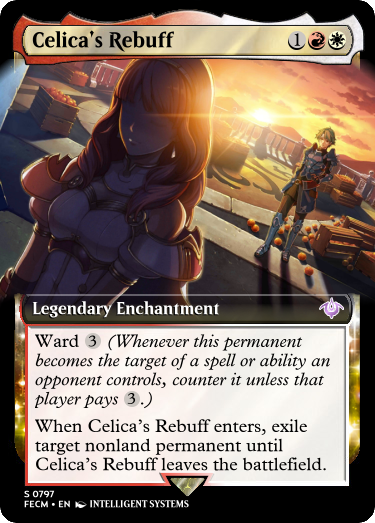 Celica's Rebuff 1
Legendary Enchantment
Ward 3 (Whenever this permanent
becomes the target of a spell or ability an
opponent controls, counter it unless that
player pays 3.)
When Celica's Rebuff enters, exile
target nonland permanent until
Celica's Rebuff leaves the battlefield.
S 0797
FECM • EN INTELLIGENT SYSTEMS